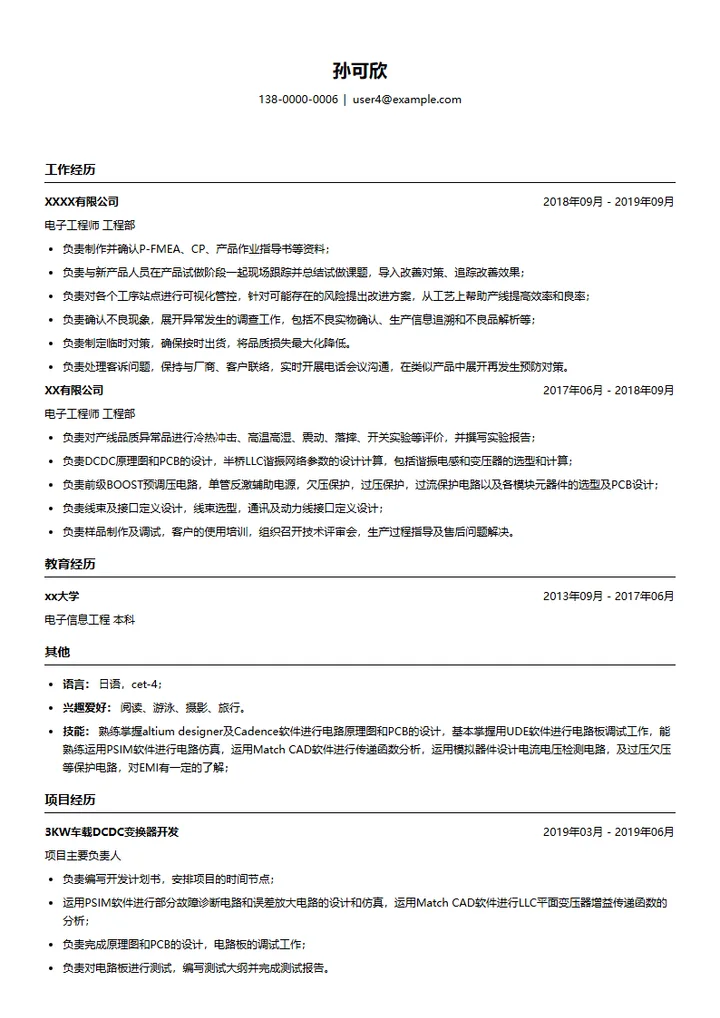 孙可欣
138-0000-0006 | user4@example.com
工作经历
XXXX有限公司 2018年09月 - 2019年09月
电子工程师 工程部
• 负责制作并确认P-FMEA、CP、产品作业指导书等资料；
• 负责与新产品人员在产品试做阶段一起现场跟踪并总结试做课题，导入改善对策、追踪改善效果；
• 负责对各个工序站点进行可视化管控，针对可能存在的风险提出改进方案，从工艺上帮助产线提高效率和良率；
• 负责确认不良现象，展开异常发生的调查工作，包括不良实物确认、生产信息追溯和不良品解析等；
• 负责制定临时对策，确保按时出货，将品质损失最大化降低。
• 负责处理客诉问题，保持与厂商、客户联络，实时开展电话会议沟通，在类似产品中展开再发生预防对策。
XX有限公司 2017年06月 - 2018年09月
电子工程师 工程部
• 负责对产线品质异常品进行冷热冲击、高温高湿、震动、落摔、开关实验等评价，并撰写实验报告；
• 负责DCDC原理图和PCB的设计，半桥LLC谐振网络参数的设计计算，包括谐振电感和变压器的选型和计算；
• 负责前级BOOST预调压电路，单管反激辅助电源，欠压保护，过压保护，过流保护电路以及各模块元器件的选型及PCB设计；
• 负责线束及接口定义设计，线束选型，通讯及动力线接口定义设计；
• 负责样品制作及调试，客户的使用培训，组织召开技术评审会，生产过程指导及售后问题解决。
教育经历
xx大学 2013年09月 - 2017年06月
电子信息工程 本科
其他
• 语言： 日语，cet-4；
• 兴趣爱好： 阅读、游泳、摄影、旅行。
• 技能： 熟练掌握altium designer及Cadence软件进行电路原理图和PCB的设计，基本掌握用UDE软件进行电路板调试工作，能
熟练运用PSIM软件进行电路仿真，运用Match CAD软件进行传递函数分析，运用模拟器件设计电流电压检测电路，及过压欠压
等保护电路，对EMI有一定的了解；
项目经历
3KW车载DCDC变换器开发 2019年03月 - 2019年06月
项目主要负责人
• 负责编写开发计划书，安排项目的时间节点；
• 运用PSIM软件进行部分故障诊断电路和误差放大电路的设计和仿真，运用Match CAD软件进行LLC平面变压器增益传递函数的
分析；
• 负责完成原理图和PCB的设计，电路板的调试工作；
• 负责对电路板进行测试，编写测试大纲并完成测试报告。